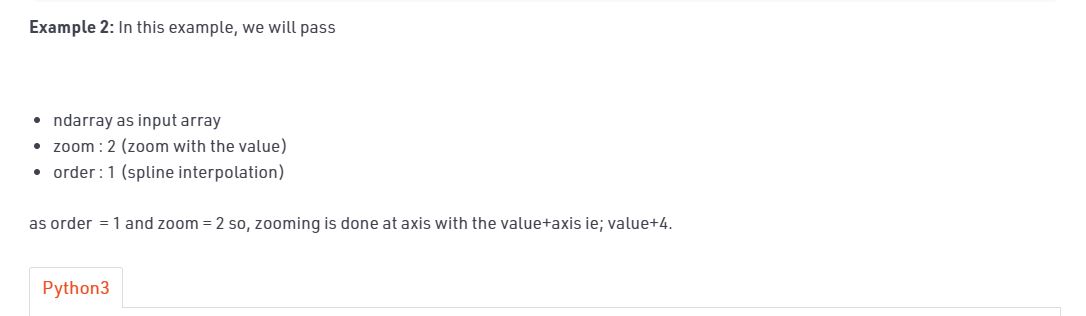 Example 2: In this example, we will pass
• ndarray as input array
• zoom : 2 (zoom with the value)
• order : 1 (spline interpolation)
as order  = 1 and zoom = 2 so, zooming is done at axis with the value+axis ie; value+4.
Python3